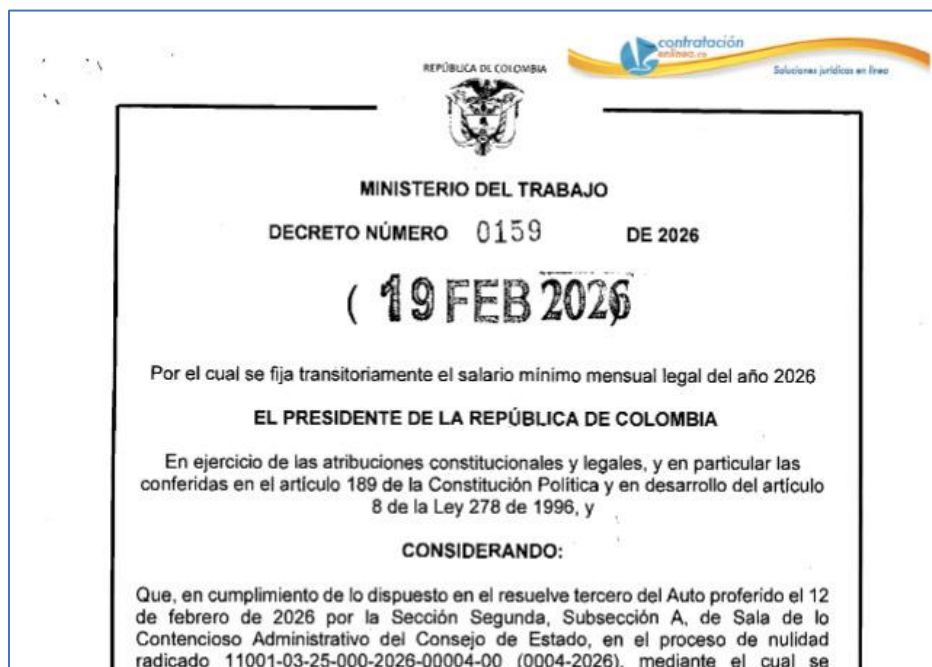 contratación
enlínea.co
Soluciones jurídicas en línea
REPÚBLICA DE COLOMBIA
MINISTERIO DEL TRABAJO
DECRETO NÚMERO 0159 DE 2026
( 19 FEB 2026
Por el cual se fija transitoriamente el salario mínimo mensual legal del año 2026
EL PRESIDENTE DE LA REPÚBLICA DE COLOMBIA
En ejercicio de las atribuciones constitucionales y legales, y en particular las
conferidas en el artículo 189 de la Constitución Política y en desarrollo del artículo
8 de la Ley 278 de 1996, y
CONSIDERANDO:
Que, en cumplimiento de lo dispuesto en el resuelve tercero del Auto proferido el 12
de febrero de 2026 por la Sección Segunda, Subsección A, de Sala de lo
Contencioso Administrativo del Consejo de Estado, en el proceso de nulidad
radicado 11001-03-25-000-2026-00004-00 (0004-2026), mediante el cual se